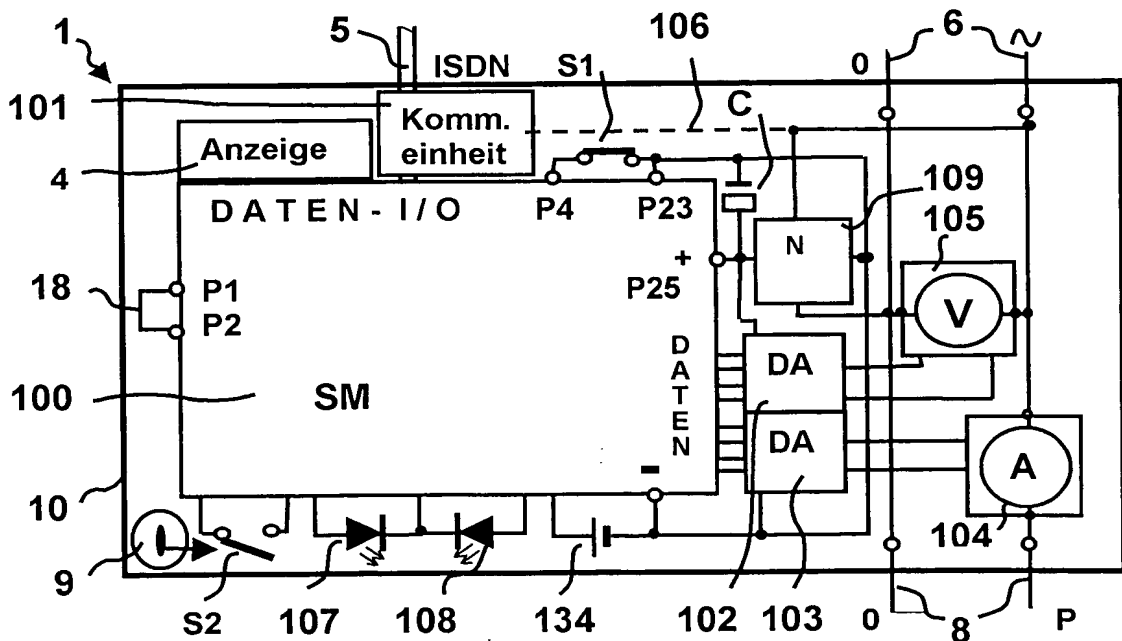 1
5
ISDN
S1
106
0
6
~
101
Komm.
einheit
C
Anzeige
4
DATEN-I/O
P4
P23
109
105
N
+
P25
V
18
P1
P2
DATEN
DA
100
SM
DA
A
-
10
104
9
S2
107
108
134
102
103
0
8
P